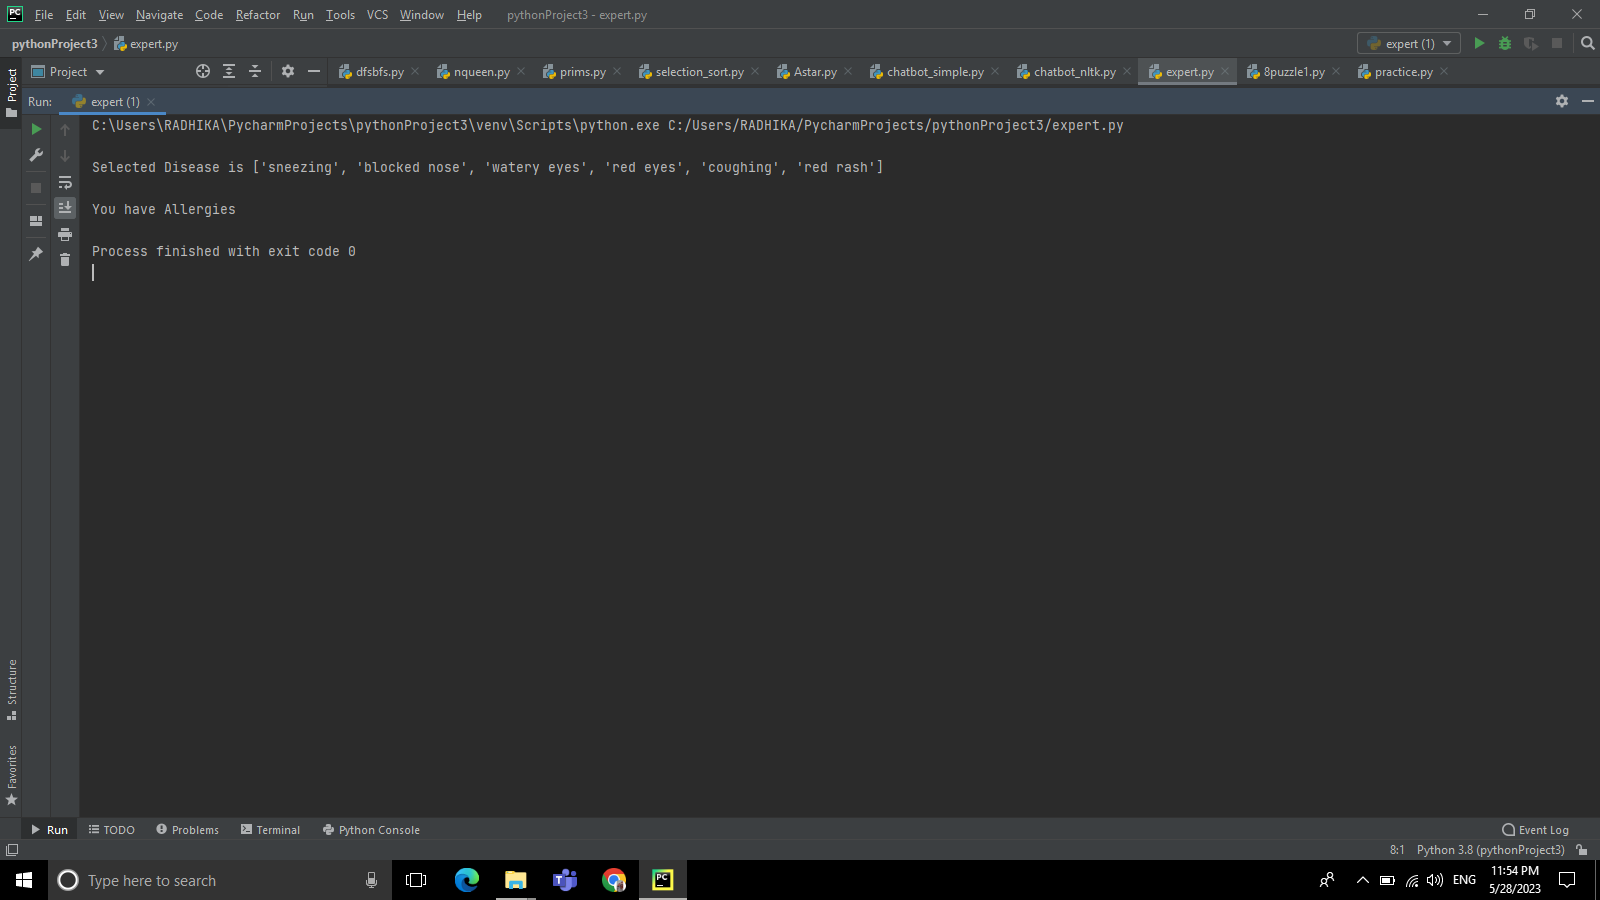 PC File Edit View Navigate Code Refactor Run Tools VCS Window Help pythonProject3 - expert.py
pythonProject3 expert.py expert (1)
Project dfsbfs.py nqueen.py prims.py selection_sort.py Astar.py chatbot_simple.py chatbot_nltk.py expert.py 8puzzle1.py practice.py
Project
Run: expert (1)
C:\Users\RADHIKA\PycharmProjects\pythonProject3\venv\Scripts\python.exe C:/Users/RADHIKA/PycharmProjects/pythonProject3/expert.py
Selected Disease is ['sneezing', 'blocked nose', 'watery eyes', 'red eyes', 'coughing', 'red rash']
You have Allergies
Process finished with exit code 0
Structure
Favorites
Run TODO Problems Terminal Python Console Event Log
8:1 Python 3.8 (pythonProject3)
Type here to search PC ENG 11:54 PM
5/28/2023